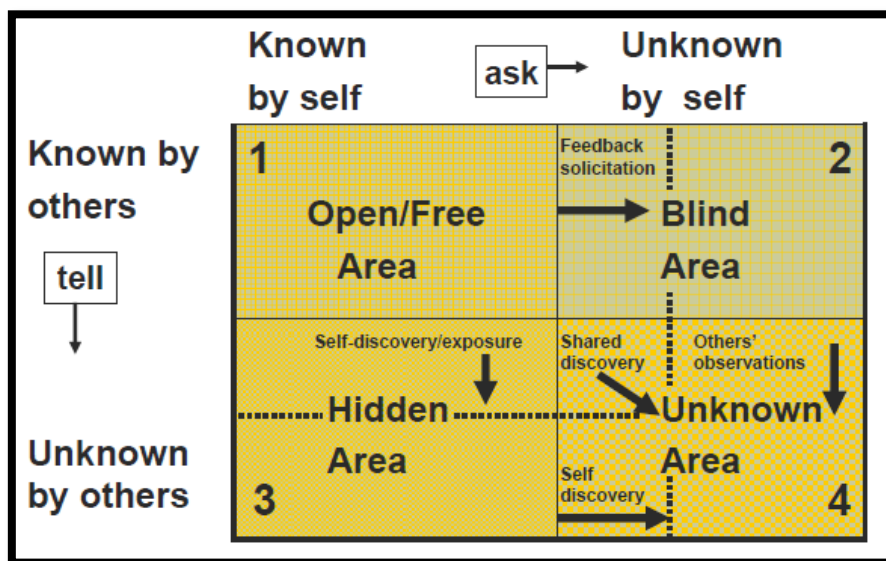 Known
by self
ask
Unknown
by self
Known by
others
tell
Unknown
by others
1
Open/Free
Area
Feedback
solicitation
2
Blind
Area
Self-discovery/exposure
Hidden
Area
3
Shared
discovery
Others'
observations
Unknown
Area
Self
discovery
4